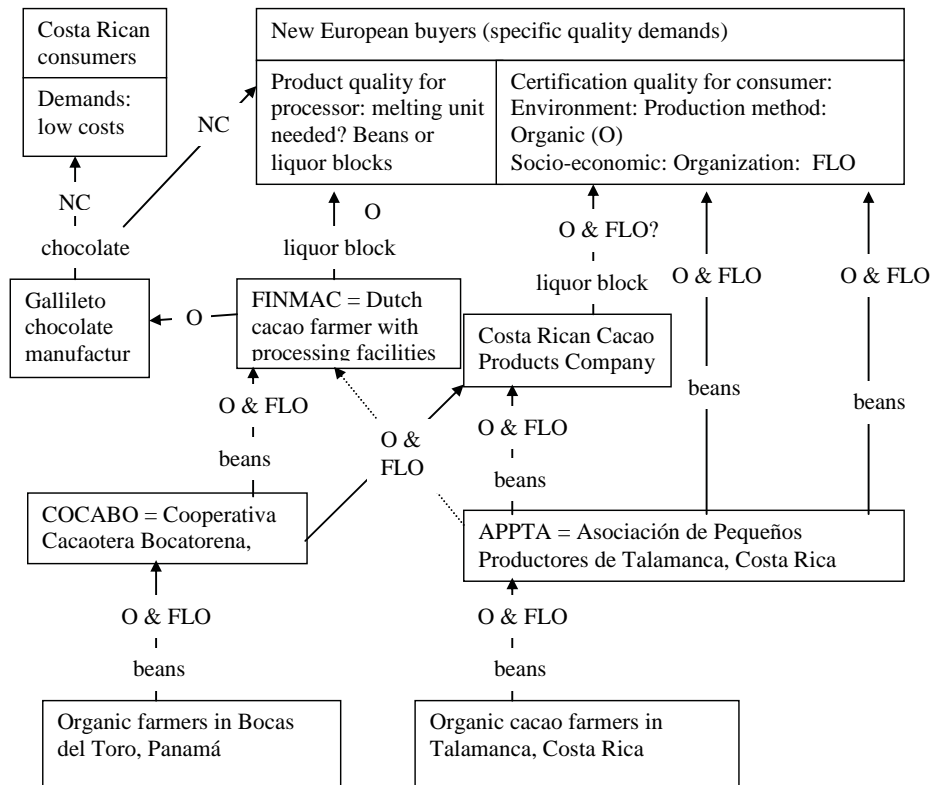 Costa Rican
consumers
Demands:
low costs
New European buyers (specific quality demands)
Product quality for
processor: melting unit
needed? Beans or
liquor blocks
Certification quality for consumer:
Environment: Production method:
Organic (O)
Socio-economic: Organization: FLO
NC
NC
chocolate
O
liquor block
O & FLO?
liquor block
O & FLO
O & FLO
Gallileto
chocolate
manufactur
O
FINMAC = Dutch
cacao farmer with
processing facilities
Costa Rican Cacao
Products Company
O & FLO
beans
O &
FLO
O & FLO
beans
beans
beans
COCABO = Cooperativa
Cacaotera Bocatorena,
APPTA = Asociación de Pequeños
Productores de Talamanca, Costa Rica
O & FLO
beans
O & FLO
beans
Organic farmers in Bocas
del Toro, Panamá
Organic cacao farmers in
Talamanca, Costa Rica